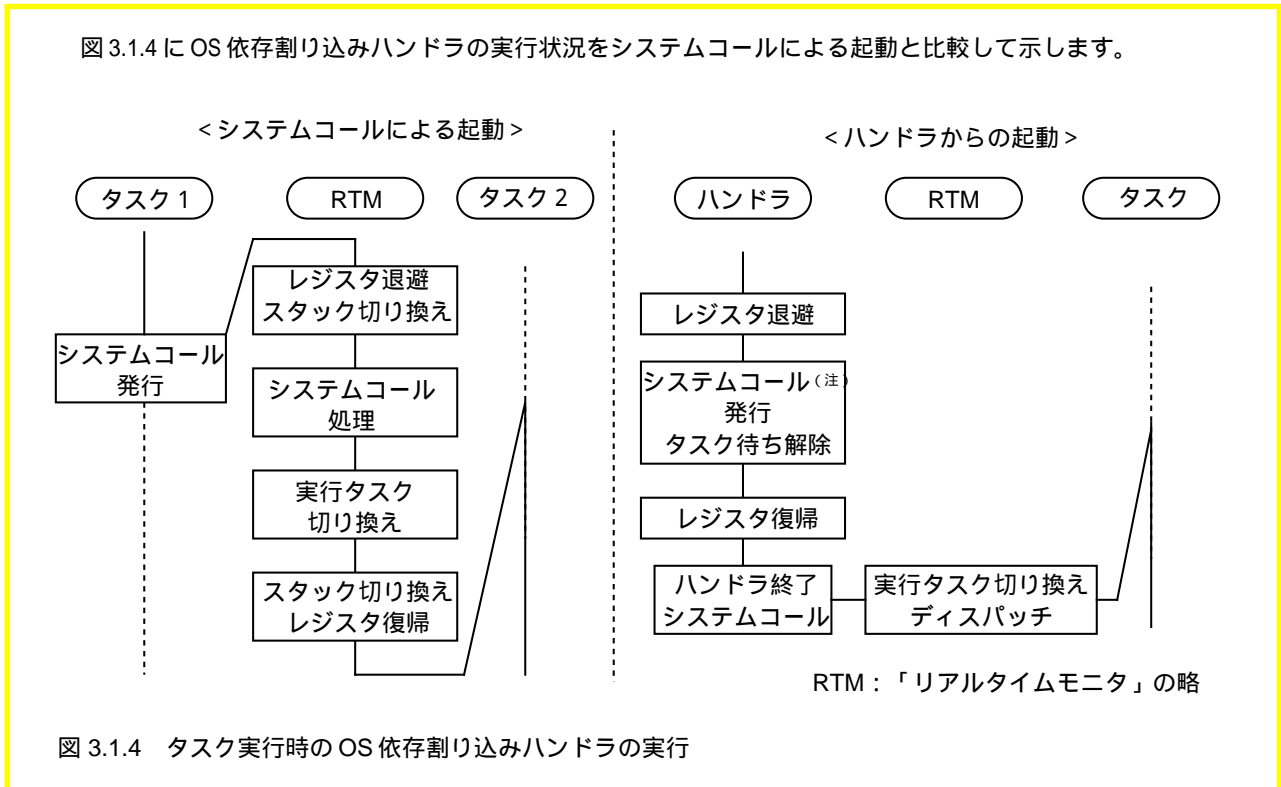 図 3.1.4 に OS 依存割り込みハンドラの実行状況をシステムコールによる起動と比較して示します。
＜システムコールによる起動＞
タスク 1
RTM
タスク 2
システムコール
発行
レジスタ退避
スタック切り換え
システムコール
処理
実行タスク
切り換え
スタック切り換え
レジスタ復帰
＜ハンドラからの起動＞
ハンドラ
RTM
タスク
レジスタ退避
システムコール（注）
発行
タスク待ち解除
レジスタ復帰
ハンドラ終了
システムコール
実行タスク切り換え
ディスパッチ
RTM：「リアルタイムモニタ」の略
図 3.1.4　タスク実行時の OS 依存割り込みハンドラの実行